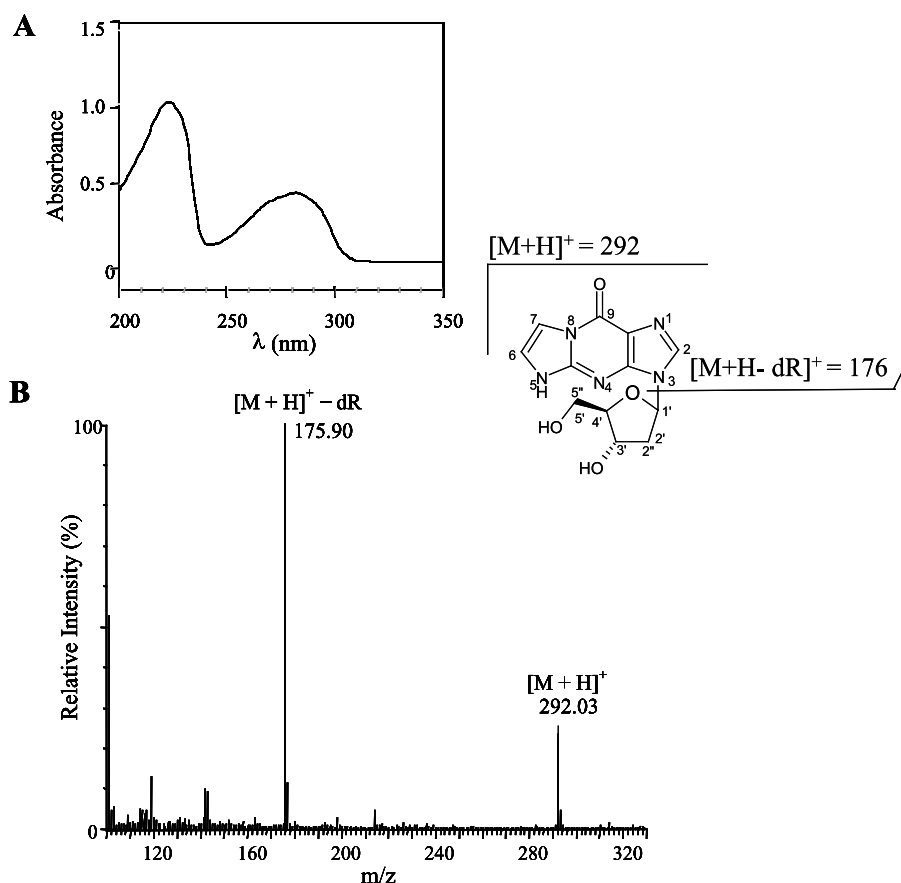 A
1.5
1.0
0.5
0
Absorbance
200 250 300 350
λ (nm)
[M+H]⁺ = 292
O
7 8 9 N 1
6 N 2
5 N H N4 N 3
[M+H- dR]⁺ = 176
5" O
HO 5' 4' 1'
3' 2" 2'
HO
B
[M + H]⁺ – dR
175.90
100
Relative Intensity (%)
[M + H]⁺
292.03
0
120 160 200 240 280 320
m/z